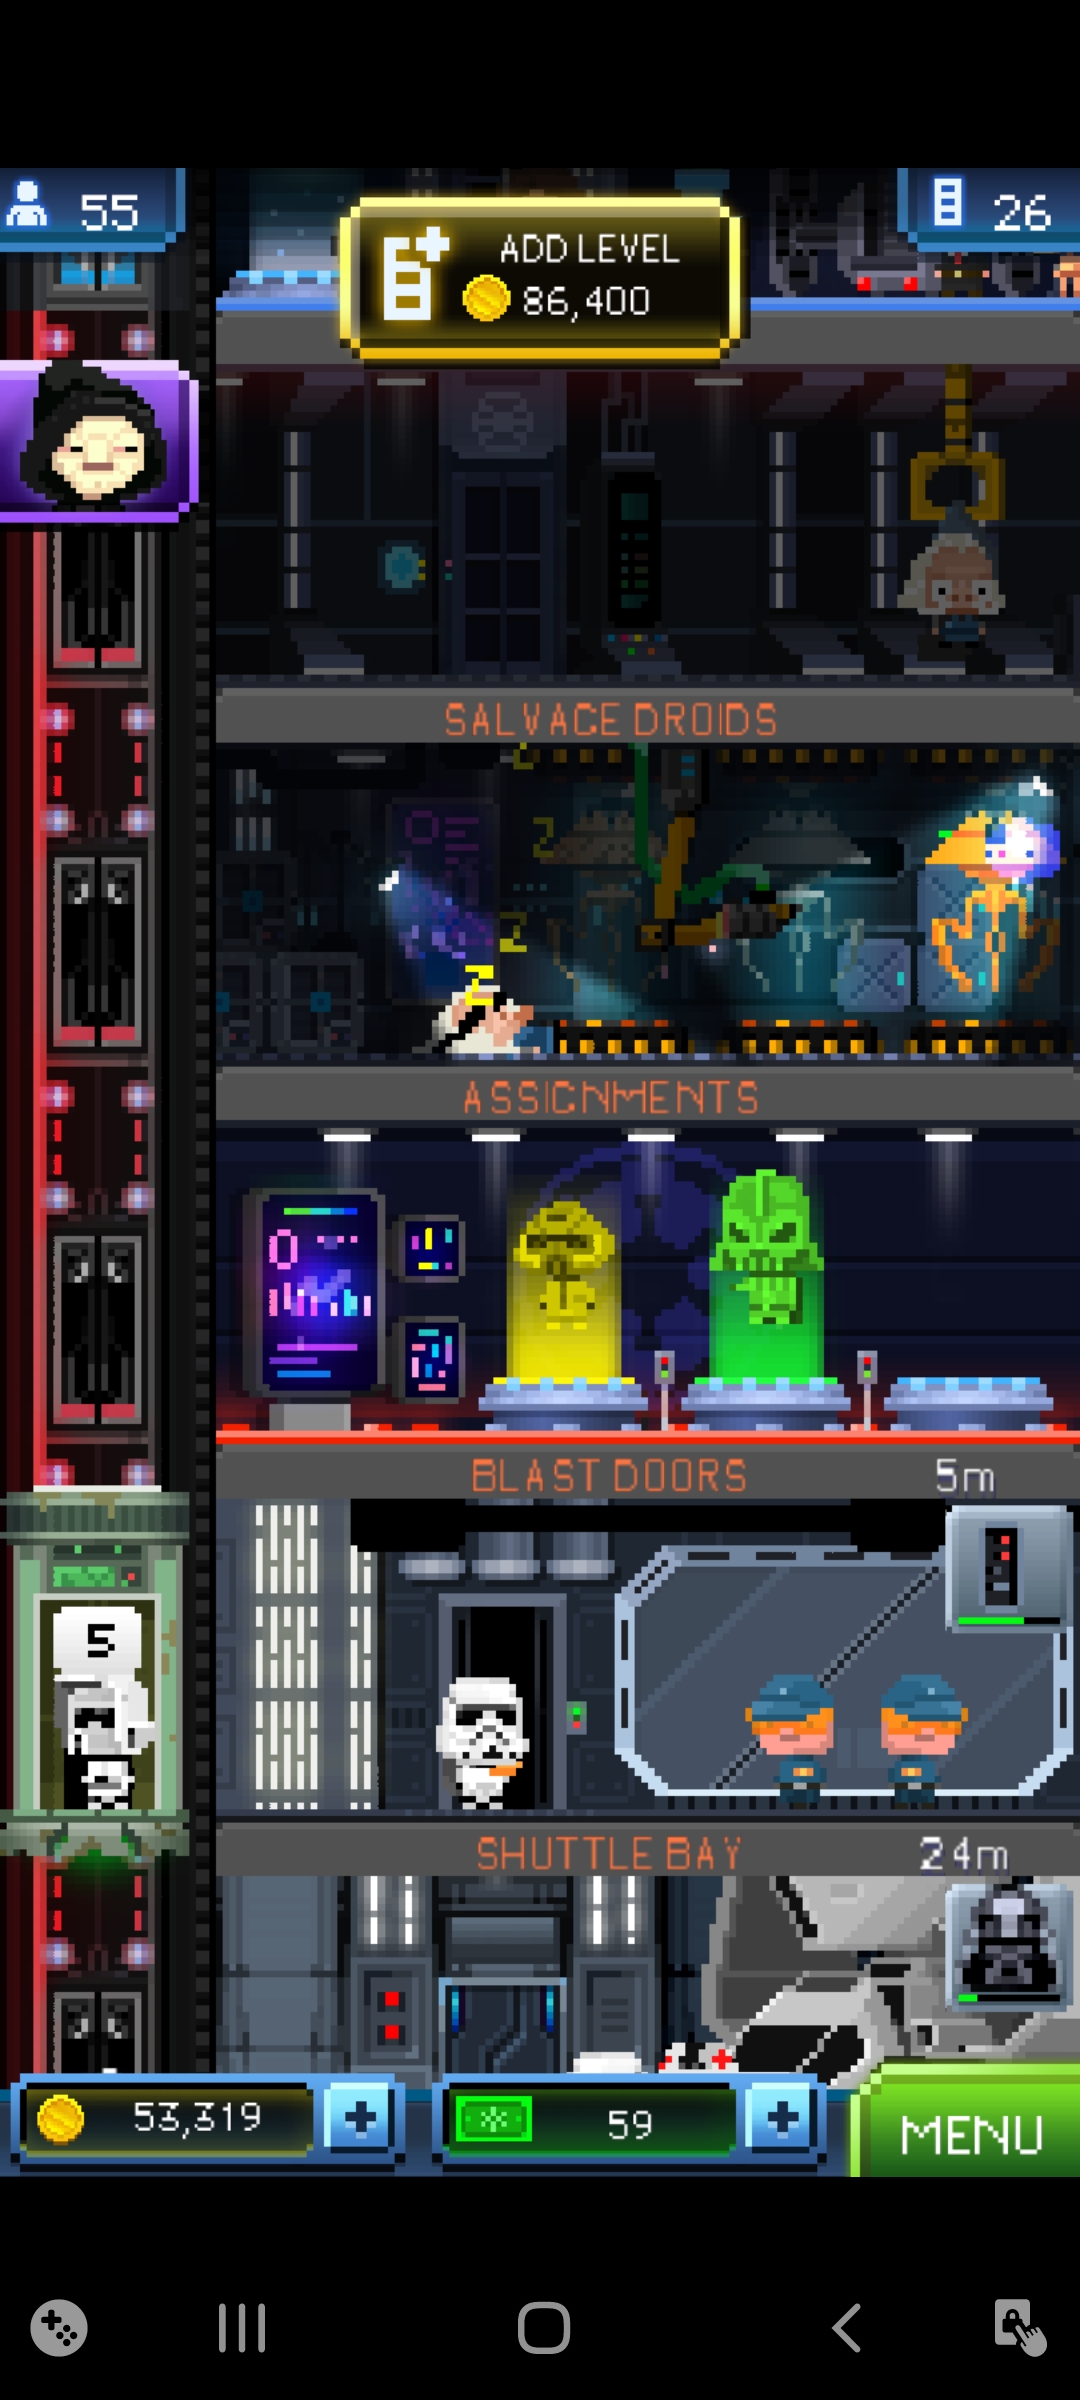 55
26
ADD LEVEL
86,400
SALVAGE DROIDS
Z
Z
Z
ASSIGNMENTS
BLAST DOORS 5m
5
SHUTTLE BAY 24m
53,319
59
MENU